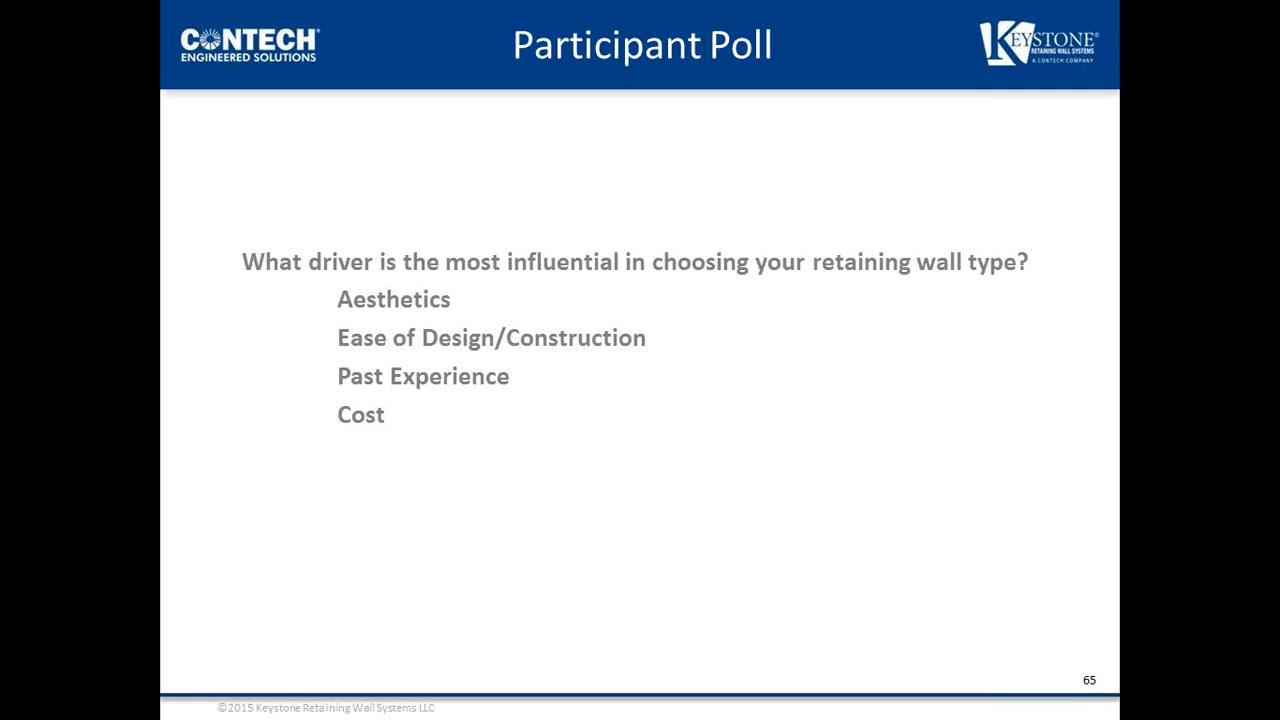 CONTECH®
ENGINEERED SOLUTIONS
Participant Poll
KEYSTONE®
RETAINING WALL SYSTEMS
A CONTECH COMPANY
What driver is the most influential in choosing your retaining wall type?
Aesthetics
Ease of Design/Construction
Past Experience
Cost
65
©2015 Keystone Retaining Wall Systems LLC